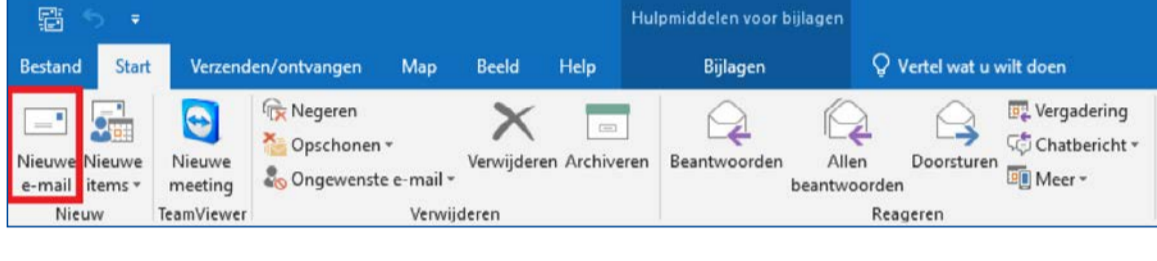 Hulpmiddelen voor bijlagen
Bestand Start Verzenden/ontvangen Map Beeld Help Bijlagen Vertel wat u wilt doen
Nieuwe e-mail
Nieuwe items
Nieuw
Nieuwe meeting
TeamViewer
Negeren
Opschonen
Ongewenste e-mail
Verwijderen
Archiveren
Verwijderen
Beantwoorden
Allen beantwoorden
Doorsturen
Vergadering
Chatbericht
Meer
Reageren